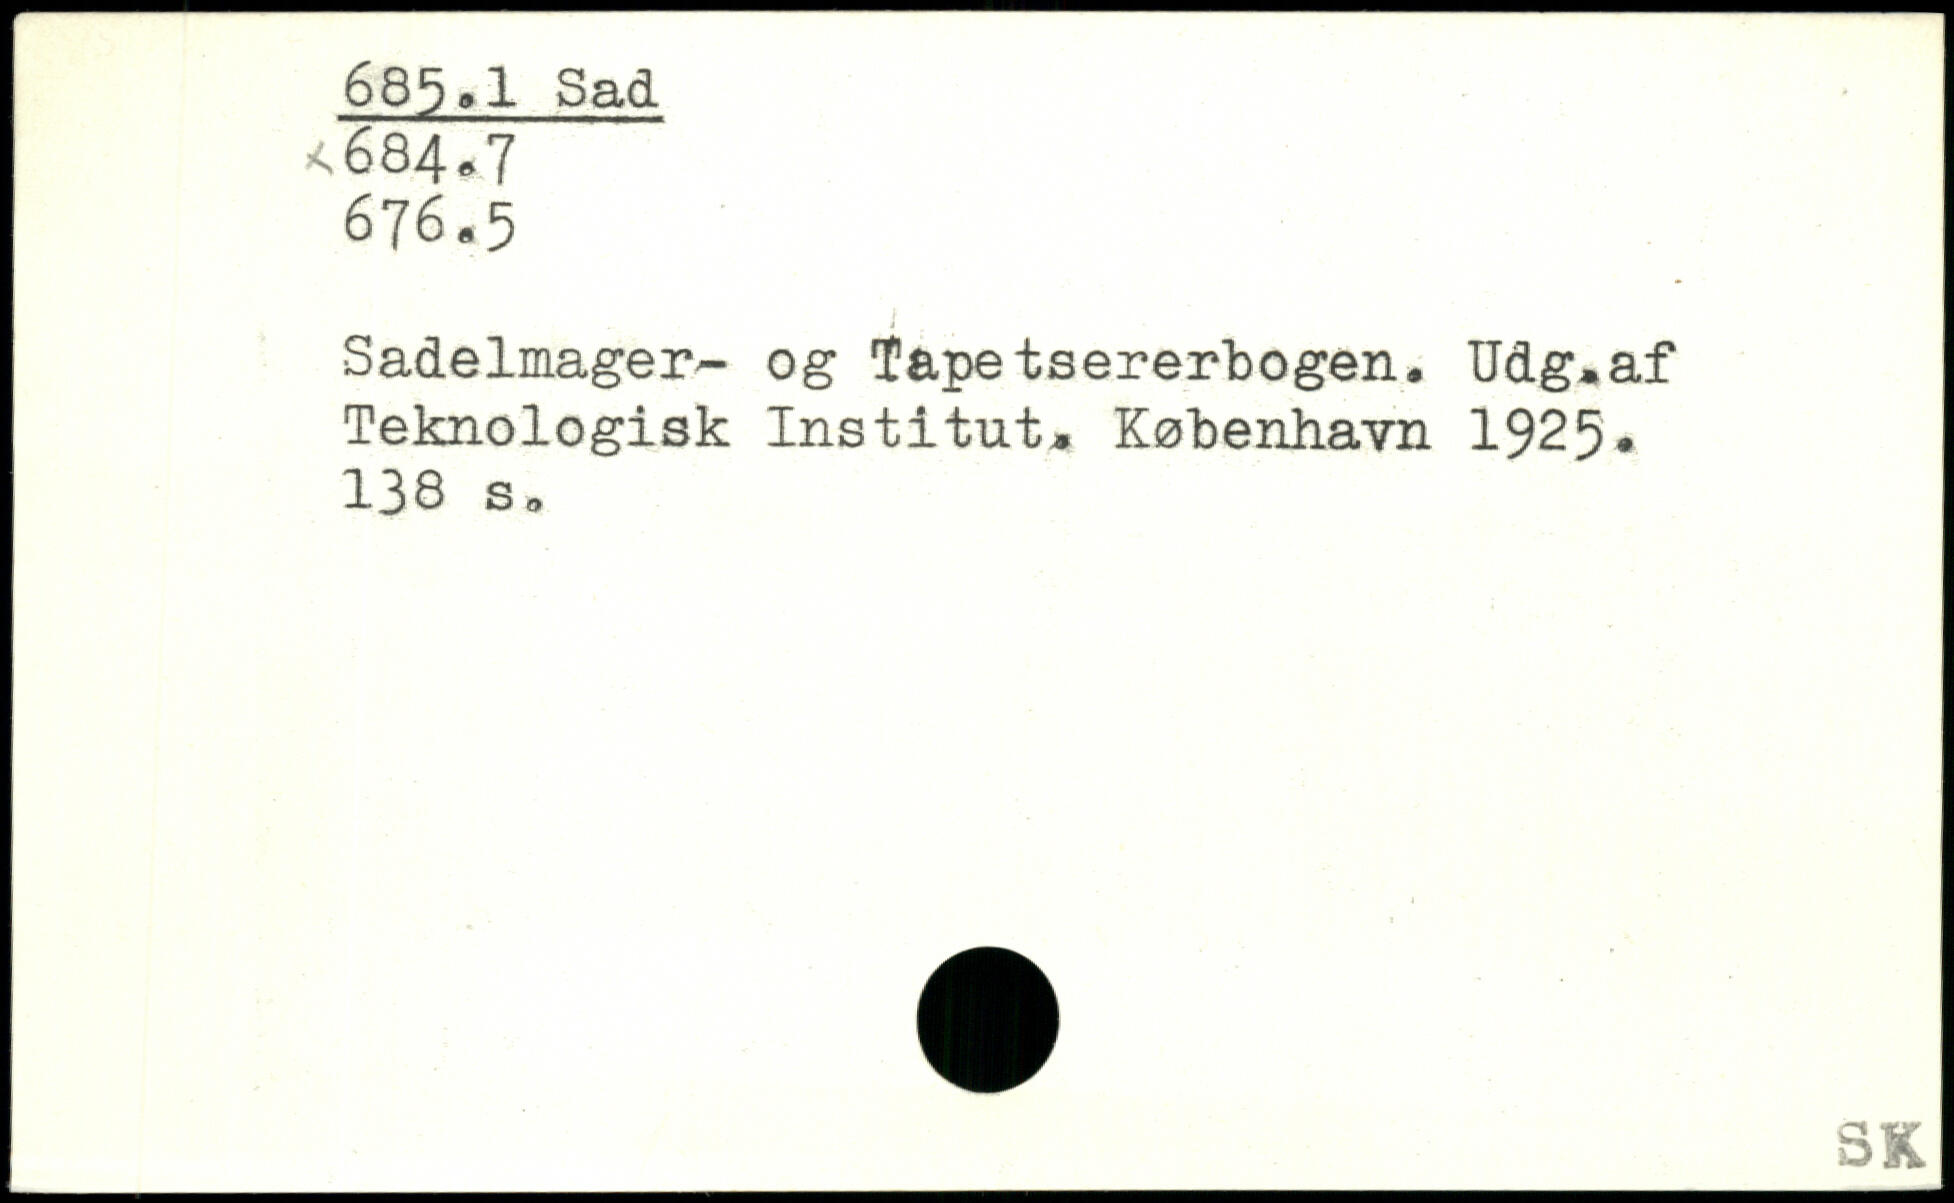 685.1 Sad
x 684.7
676.5
Sadelmager- og Tapetsererbogen. Udg.af
Teknologisk Institut. København 1925.
138 s.
SK